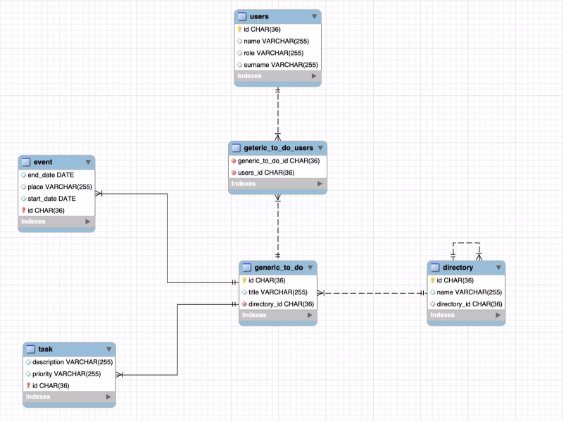 users
id CHAR(36)
name VARCHAR(255)
role VARCHAR(255)
surname VARCHAR(255)
Indexes
geteric_to_do_users
generic_to_do_id CHAR(36)
users_id CHAR(36)
Indexes
event
end_date DATE
place VARCHAR(255)
start_date DATE
id CHAR(36)
Indexes
generic_to_do
id CHAR(36)
title VARCHAR(255)
directory_id CHAR(36)
Indexes
directory
id CHAR(36)
name VARCHAR(255)
directory_id CHAR(36)
Indexes
task
description VARCHAR(255)
priority VARCHAR(255)
id CHAR(36)
Indexes